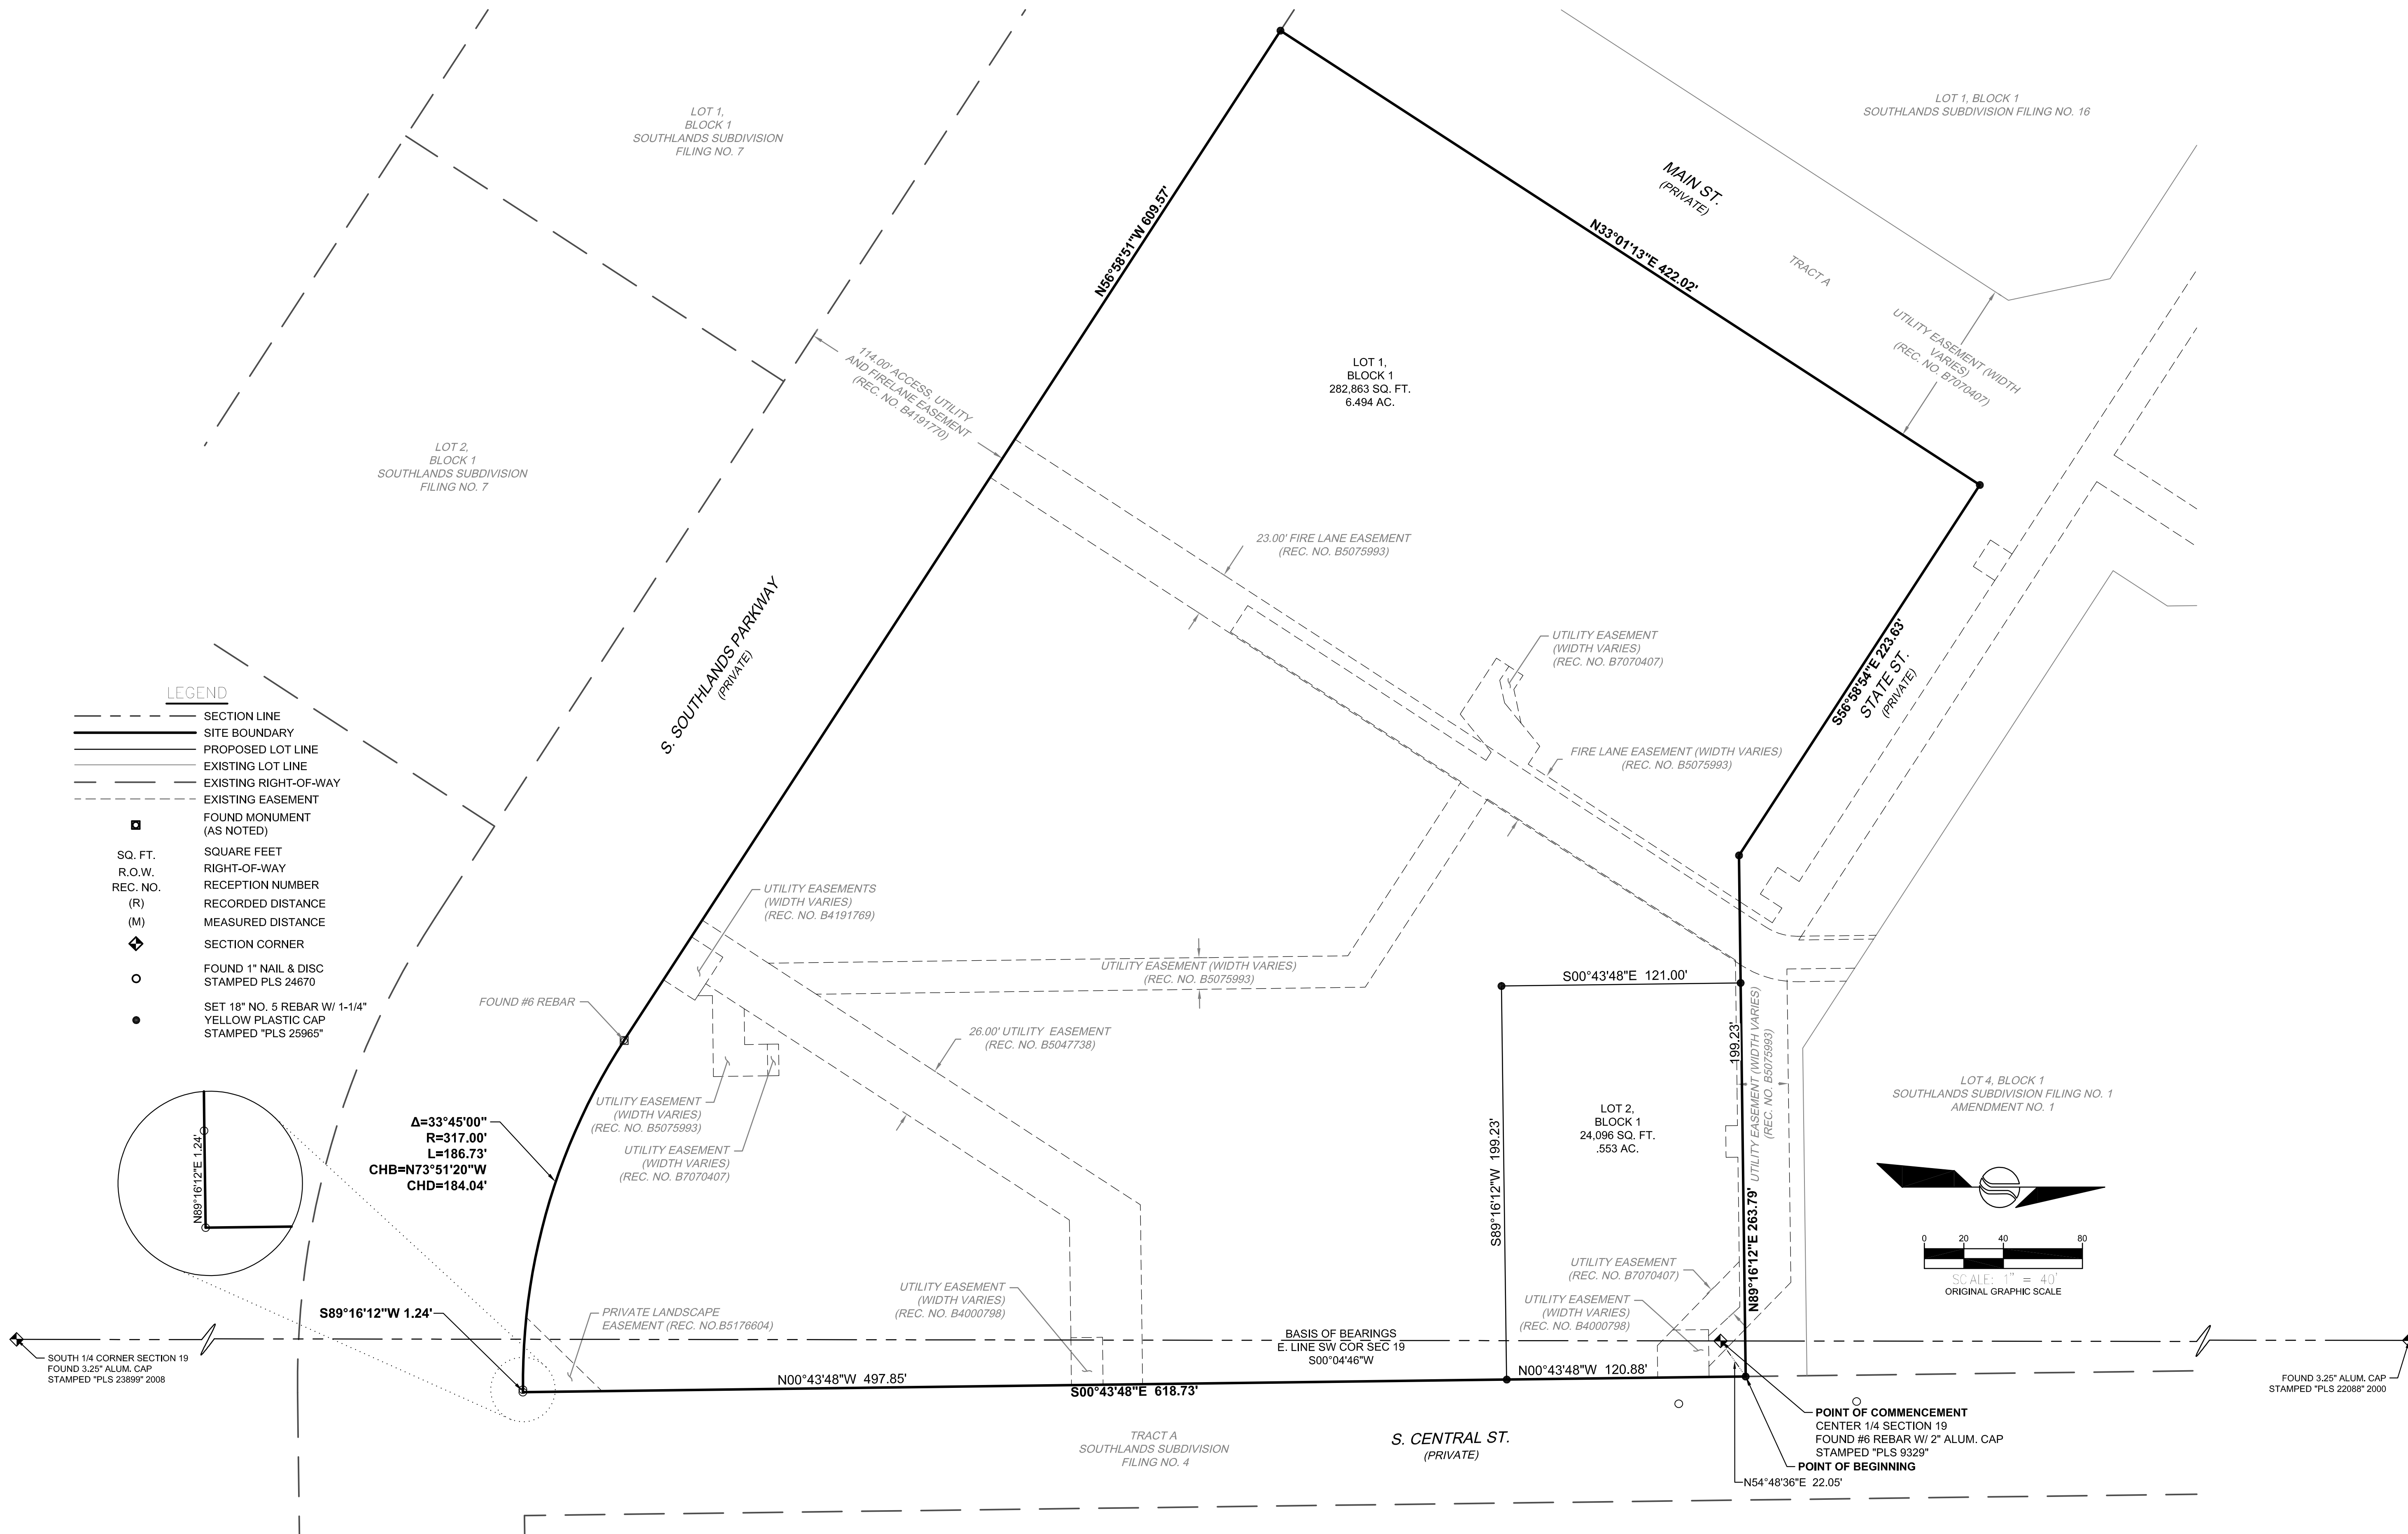 LOT 1,
BLOCK 1
SOUTHLANDS SUBDIVISION
FILING NO. 7
LOT 1, BLOCK 1
SOUTHLANDS SUBDIVISION FILING NO. 16
MAIN ST.
(PRIVATE)
N56°58'51"W 609.57'
N33°01'13"E 422.02'
TRACT A
UTILITY EASEMENT (WIDTH
VARIES)
(REC. NO. B7070407)
114.00' ACCESS, UTILITY
AND FIRELANE EASEMENT
(REC. NO. B4191770)
LOT 1,
BLOCK 1
282,863 SQ. FT.
6.494 AC.
LOT 2,
BLOCK 1
SOUTHLANDS SUBDIVISION
FILING NO. 7
23.00' FIRE LANE EASEMENT
(REC. NO. B5075993)
S. SOUTHLANDS PARKWAY
(PRIVATE)
UTILITY EASEMENT
(WIDTH VARIES)
(REC. NO. B7070407)
S56°58'54"E 223.63'
STATE ST.
(PRIVATE)
FIRE LANE EASEMENT (WIDTH VARIES)
(REC. NO. B5075993)
LEGEND
SECTION LINE
SITE BOUNDARY
PROPOSED LOT LINE
EXISTING LOT LINE
EXISTING RIGHT-OF-WAY
EXISTING EASEMENT
FOUND MONUMENT
(AS NOTED)
SQ. FT. SQUARE FEET
R.O.W. RIGHT-OF-WAY
REC. NO. RECEPTION NUMBER
(R) RECORDED DISTANCE
(M) MEASURED DISTANCE
SECTION CORNER
FOUND 1" NAIL & DISC
STAMPED PLS 24670
SET 18" NO. 5 REBAR W/ 1-1/4"
YELLOW PLASTIC CAP
STAMPED "PLS 25965"
UTILITY EASEMENTS
(WIDTH VARIES)
(REC. NO. B4191769)
FOUND #6 REBAR
UTILITY EASEMENT (WIDTH VARIES)
(REC. NO. B5075993)
S00°43'48"E 121.00'
26.00' UTILITY EASEMENT
(REC. NO. B5047738)
199.23'
UTILITY EASEMENT (WIDTH VARIES)
(REC. NO. B5075993)
UTILITY EASEMENT
(WIDTH VARIES)
(REC. NO. B5075993)
UTILITY EASEMENT
(WIDTH VARIES)
(REC. NO. B7070407)
Δ=33°45'00"
R=317.00'
L=186.73'
CHB=N73°51'20"W
CHD=184.04'
N89°16'12"E 1.24'
S89°16'12"W 199.23'
LOT 2,
BLOCK 1
24,096 SQ. FT.
.553 AC.
LOT 4, BLOCK 1
SOUTHLANDS SUBDIVISION FILING NO. 1
AMENDMENT NO. 1
N89°16'12"E 263.79'
0 20 40 80
SCALE: 1" = 40'
ORIGINAL GRAPHIC SCALE
UTILITY EASEMENT
(REC. NO. B7070407)
UTILITY EASEMENT
(WIDTH VARIES)
(REC. NO. B4000798)
UTILITY EASEMENT
(WIDTH VARIES)
(REC. NO. B4000798)
S89°16'12"W 1.24'
PRIVATE LANDSCAPE
EASEMENT (REC. NO.B5176604)
BASIS OF BEARINGS
E. LINE SW COR SEC 19
S00°04'46"W
SOUTH 1/4 CORNER SECTION 19
FOUND 3.25" ALUM. CAP
STAMPED "PLS 23899" 2008
N00°43'48"W 497.85'
N00°43'48"W 120.88'
S00°43'48"E 618.73'
FOUND 3.25" ALUM. CAP
STAMPED "PLS 22088" 2000
POINT OF COMMENCEMENT
CENTER 1/4 SECTION 19
FOUND #6 REBAR W/ 2" ALUM. CAP
STAMPED "PLS 9329"
POINT OF BEGINNING
N54°48'36"E 22.05'
TRACT A
SOUTHLANDS SUBDIVISION
FILING NO. 4
S. CENTRAL ST.
(PRIVATE)